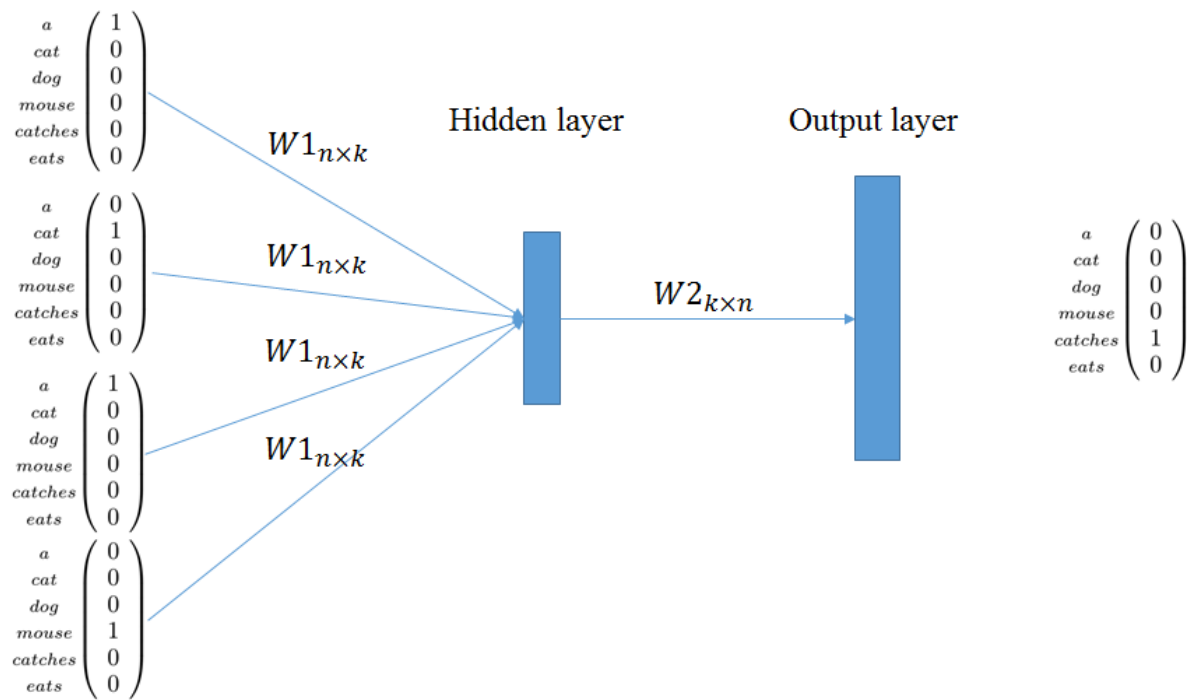 a 1
cat 0
dog 0
mouse 0
catches 0
eats 0
a 0
cat 1
dog 0
mouse 0
catches 0
eats 0
a 1
cat 0
dog 0
mouse 0
catches 0
eats 0
a 0
cat 0
dog 0
mouse 1
catches 0
eats 0
W1n×k
W1n×k
W1n×k
W1n×k
Hidden layer
W2k×n
Output layer
a 0
cat 0
dog 0
mouse 0
catches 1
eats 0